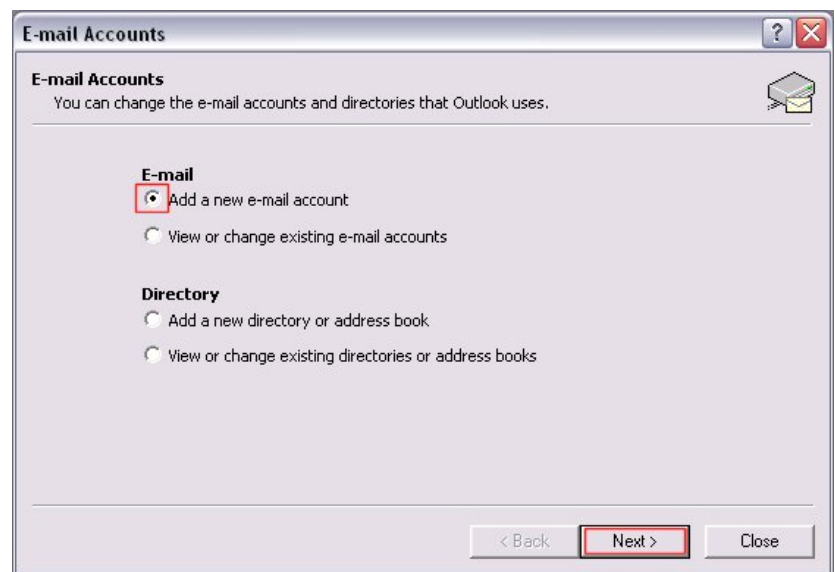 E-mail Accounts
?
E-mail Accounts
You can change the e-mail accounts and directories that Outlook uses.
E-mail
Add a new e-mail account
View or change existing e-mail accounts
Directory
Add a new directory or address book
View or change existing directories or address books
< Back Next > Close